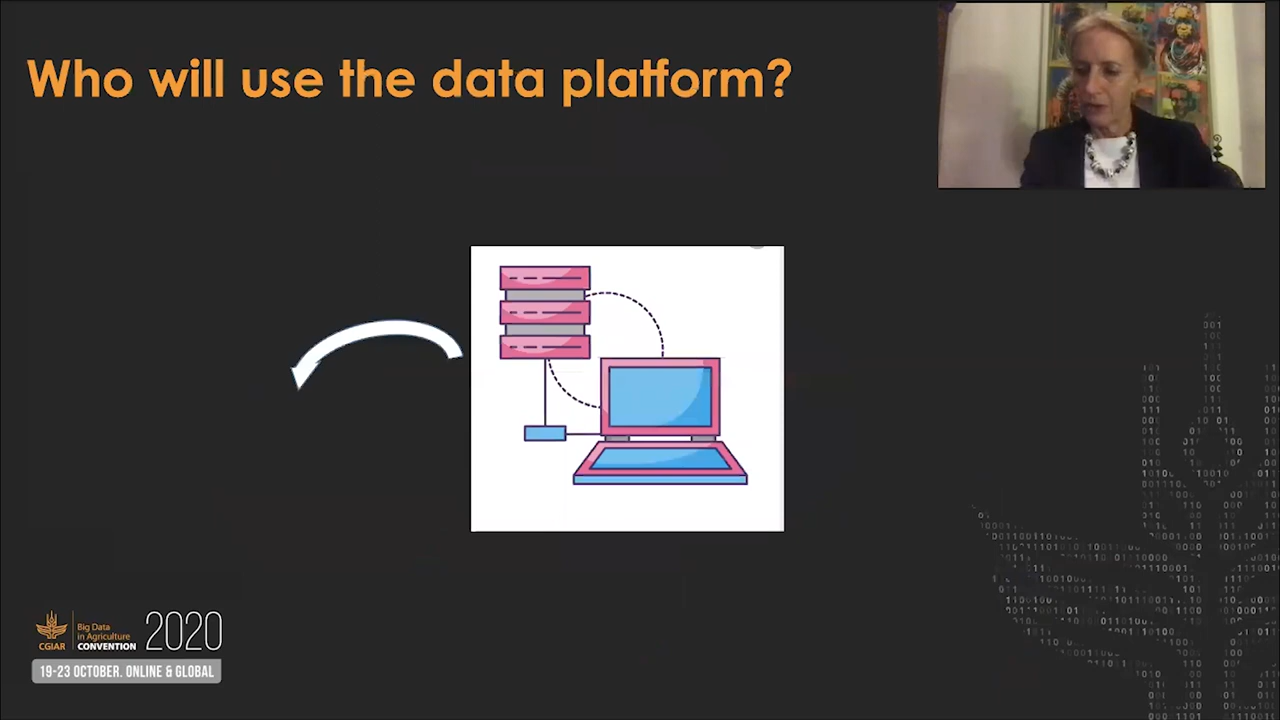 Who will use the data platform?
CGIAR
Big Data
in Agriculture
CONVENTION
2020
19-23 OCTOBER. ONLINE & GLOBAL